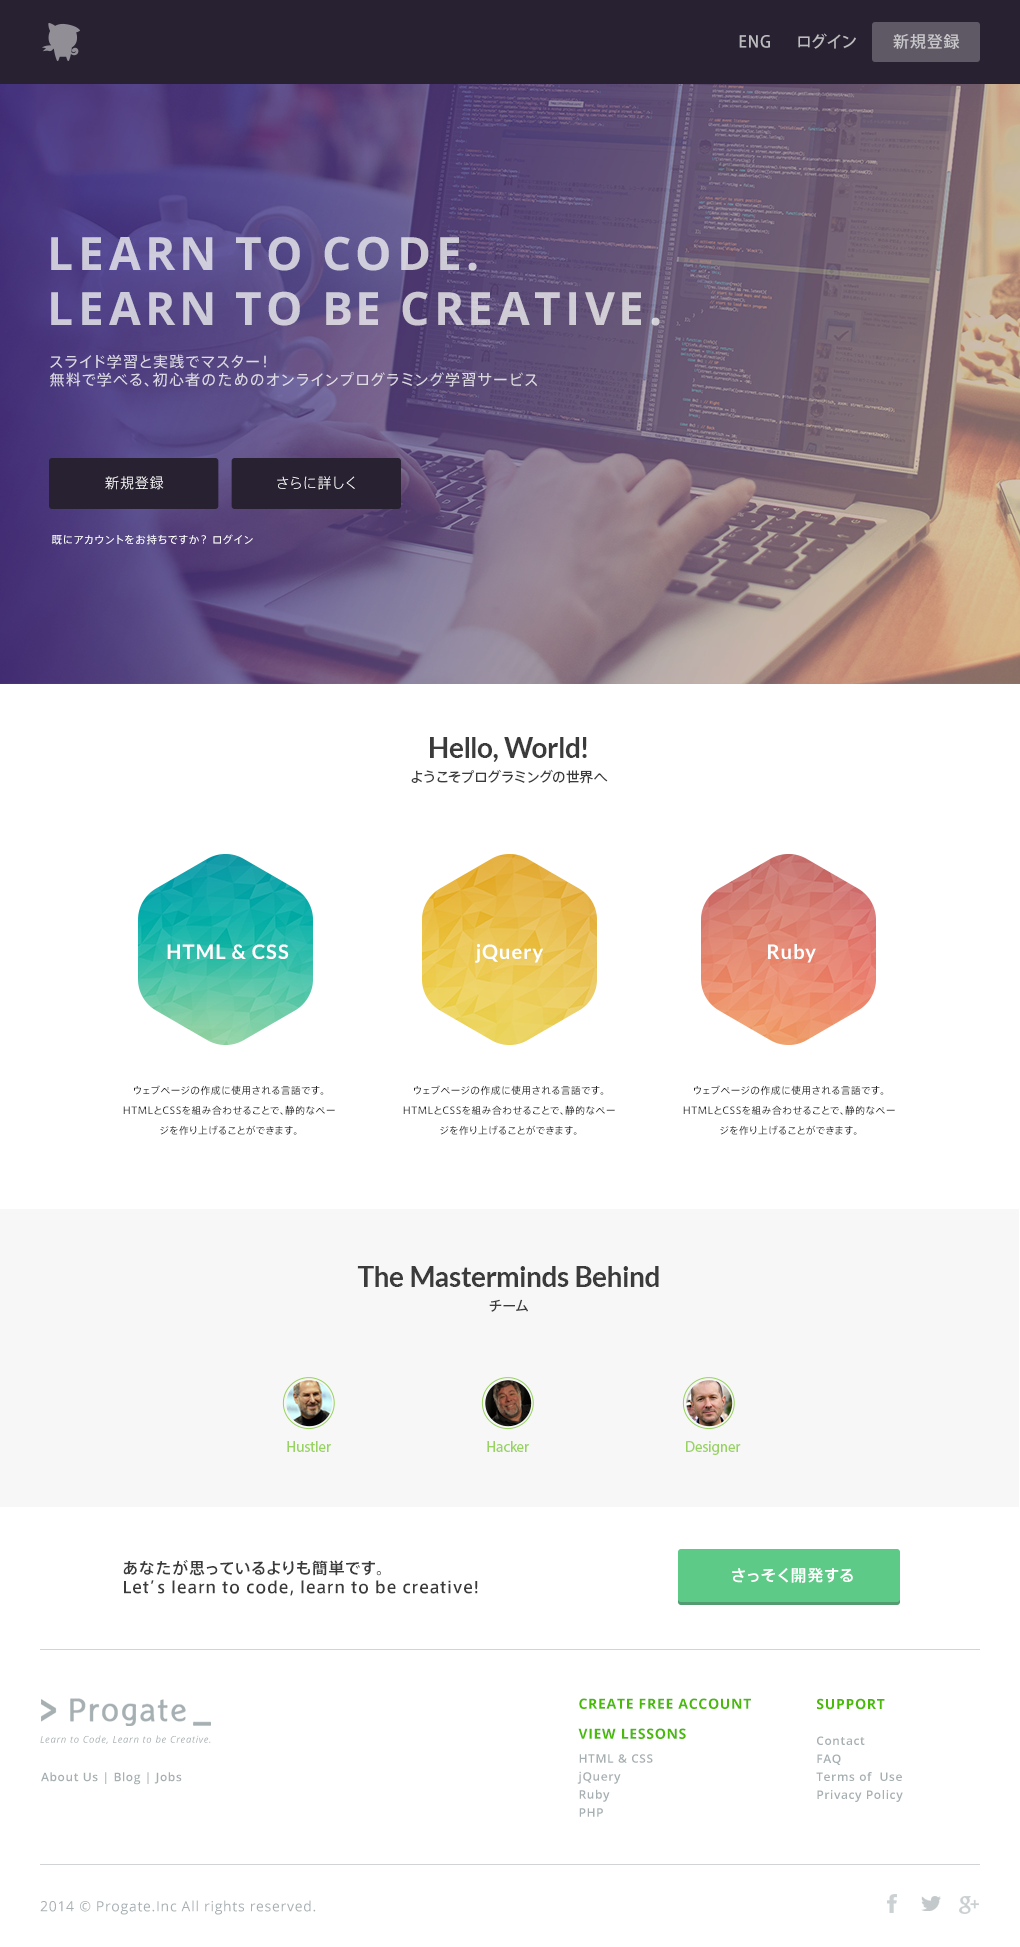 ENG ログイン 新規登録
LEARN TO CODE.
LEARN TO BE CREATIVE.
スライド学習と実践でマスター!
無料で学べる、初心者のためのオンラインプログラミング学習サービス
新規登録 さらに詳しく
既にアカウントをお持ちですか? ログイン
Hello, World!
ようこそプログラミングの世界へ
HTML & CSS
jQuery
Ruby
ウェブページの作成に使用される言語です。
HTMLとCSSを組み合わせることで、静的なペー
ジを作り上げることができます。
ウェブページの作成に使用される言語です。
HTMLとCSSを組み合わせることで、静的なペー
ジを作り上げることができます。
ウェブページの作成に使用される言語です。
HTMLとCSSを組み合わせることで、静的なペー
ジを作り上げることができます。
The Masterminds Behind
チーム
Hustler
Hacker
Designer
あなたが思っているよりも簡単です。
Let's learn to code, learn to be creative!
さっそく開発する
> Progate_
Learn to Code, Learn to be Creative.
About Us | Blog | Jobs
CREATE FREE ACCOUNT
VIEW LESSONS
HTML & CSS
jQuery
Ruby
PHP
SUPPORT
Contact
FAQ
Terms of Use
Privacy Policy
2014 © Progate.Inc All rights reserved.
f
g+